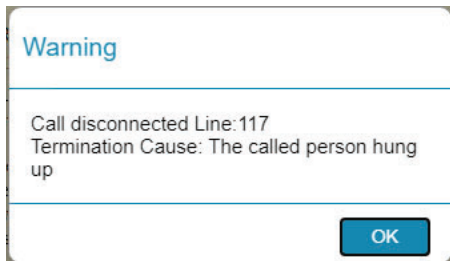 Warning
Call disconnected Line:117
Termination Cause: The called person hung
up
OK